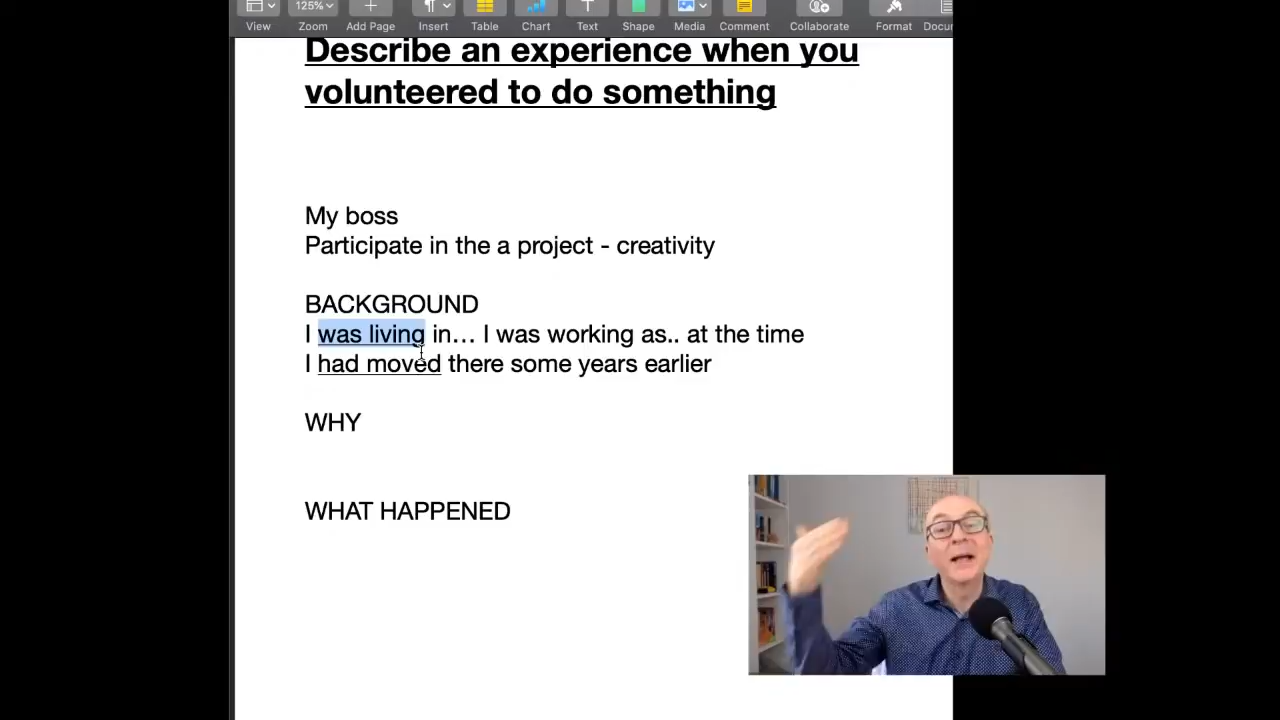 125%
View
Zoom
Add Page
Insert
Table
Chart
Text
Shape
Media
Comment
Collaborate
Format
Describe an experience when you
volunteered to do something
My boss
Participate in the a project - creativity
BACKGROUND
I was living in… I was working as.. at the time
I had moved there some years earlier
WHY
WHAT HAPPENED